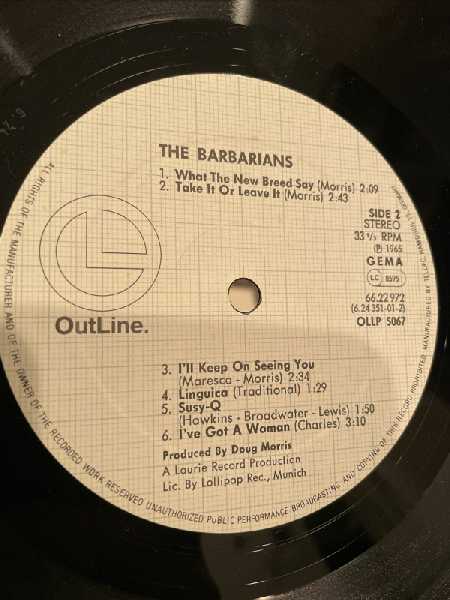 THE BARBARIANS
1. What The New Breed Say (Morris) 2:09
2. Take It Or Leave It (Morris) 2:43
SIDE 2
STEREO
33⅓ RPM
Ⓟ 1965
GEMA
LC 8595
66.22972
(6.24 351-01-2)
OLLP 5067
OutLine.
3. I'll Keep On Seeing You
(Maresca - Morris) 2:34
4. Linguica (Traditional) 1:29
5. Susy-Q
(Hawkins - Broadwater - Lewis) 1:50
6. I've Got A Woman (Charles) 3:10
Produced By Doug Morris
A Laurie Record Production
Lic. By Lollipop Rec., Munich
ALL RIGHTS OF THE MANUFACTURER AND OF THE OWNER OF THE RECORDED WORK RESERVED UNAUTHORIZED PUBLIC PERFORMANCE BROADCASTING AND COPYING OF THIS RECORD PROHIBITED. MANUFACTURED BY